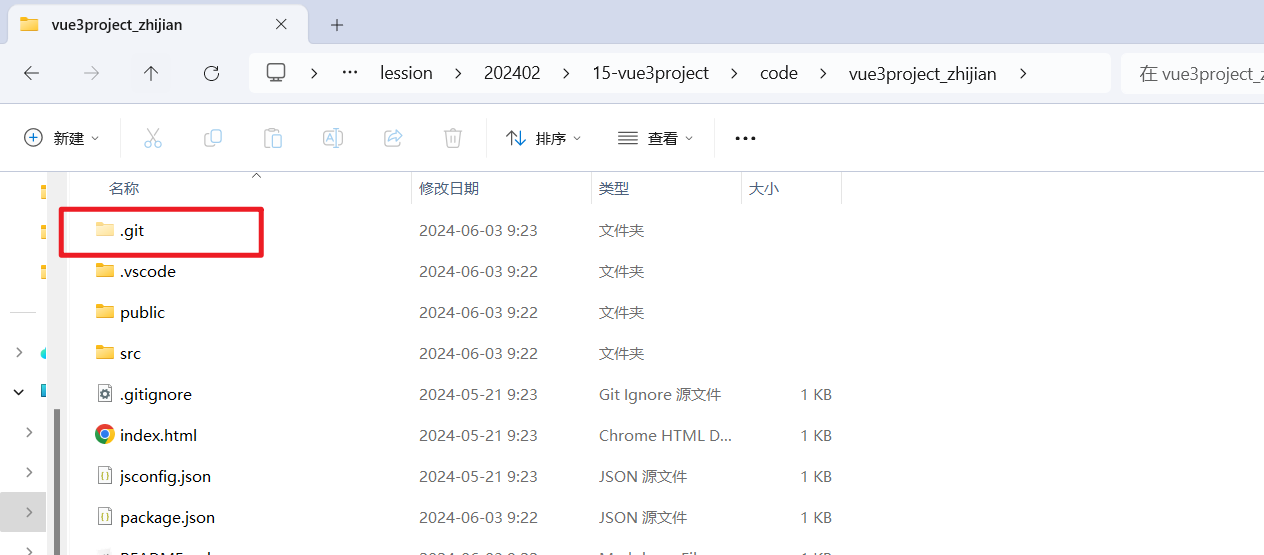 vue3project_zhijian
lession 202402 15-vue3project code vue3project_zhijian 在 vue3project_z
新建 排序 查看
名称 修改日期 类型 大小
.git 2024-06-03 9:23 文件夹
.vscode 2024-06-03 9:22 文件夹
public 2024-06-03 9:22 文件夹
src 2024-06-03 9:22 文件夹
.gitignore 2024-05-21 9:23 Git Ignore 源文件 1 KB
index.html 2024-05-21 9:23 Chrome HTML D... 1 KB
jsconfig.json 2024-05-21 9:23 JSON 源文件 1 KB
package.json 2024-06-03 9:22 JSON 源文件 1 KB